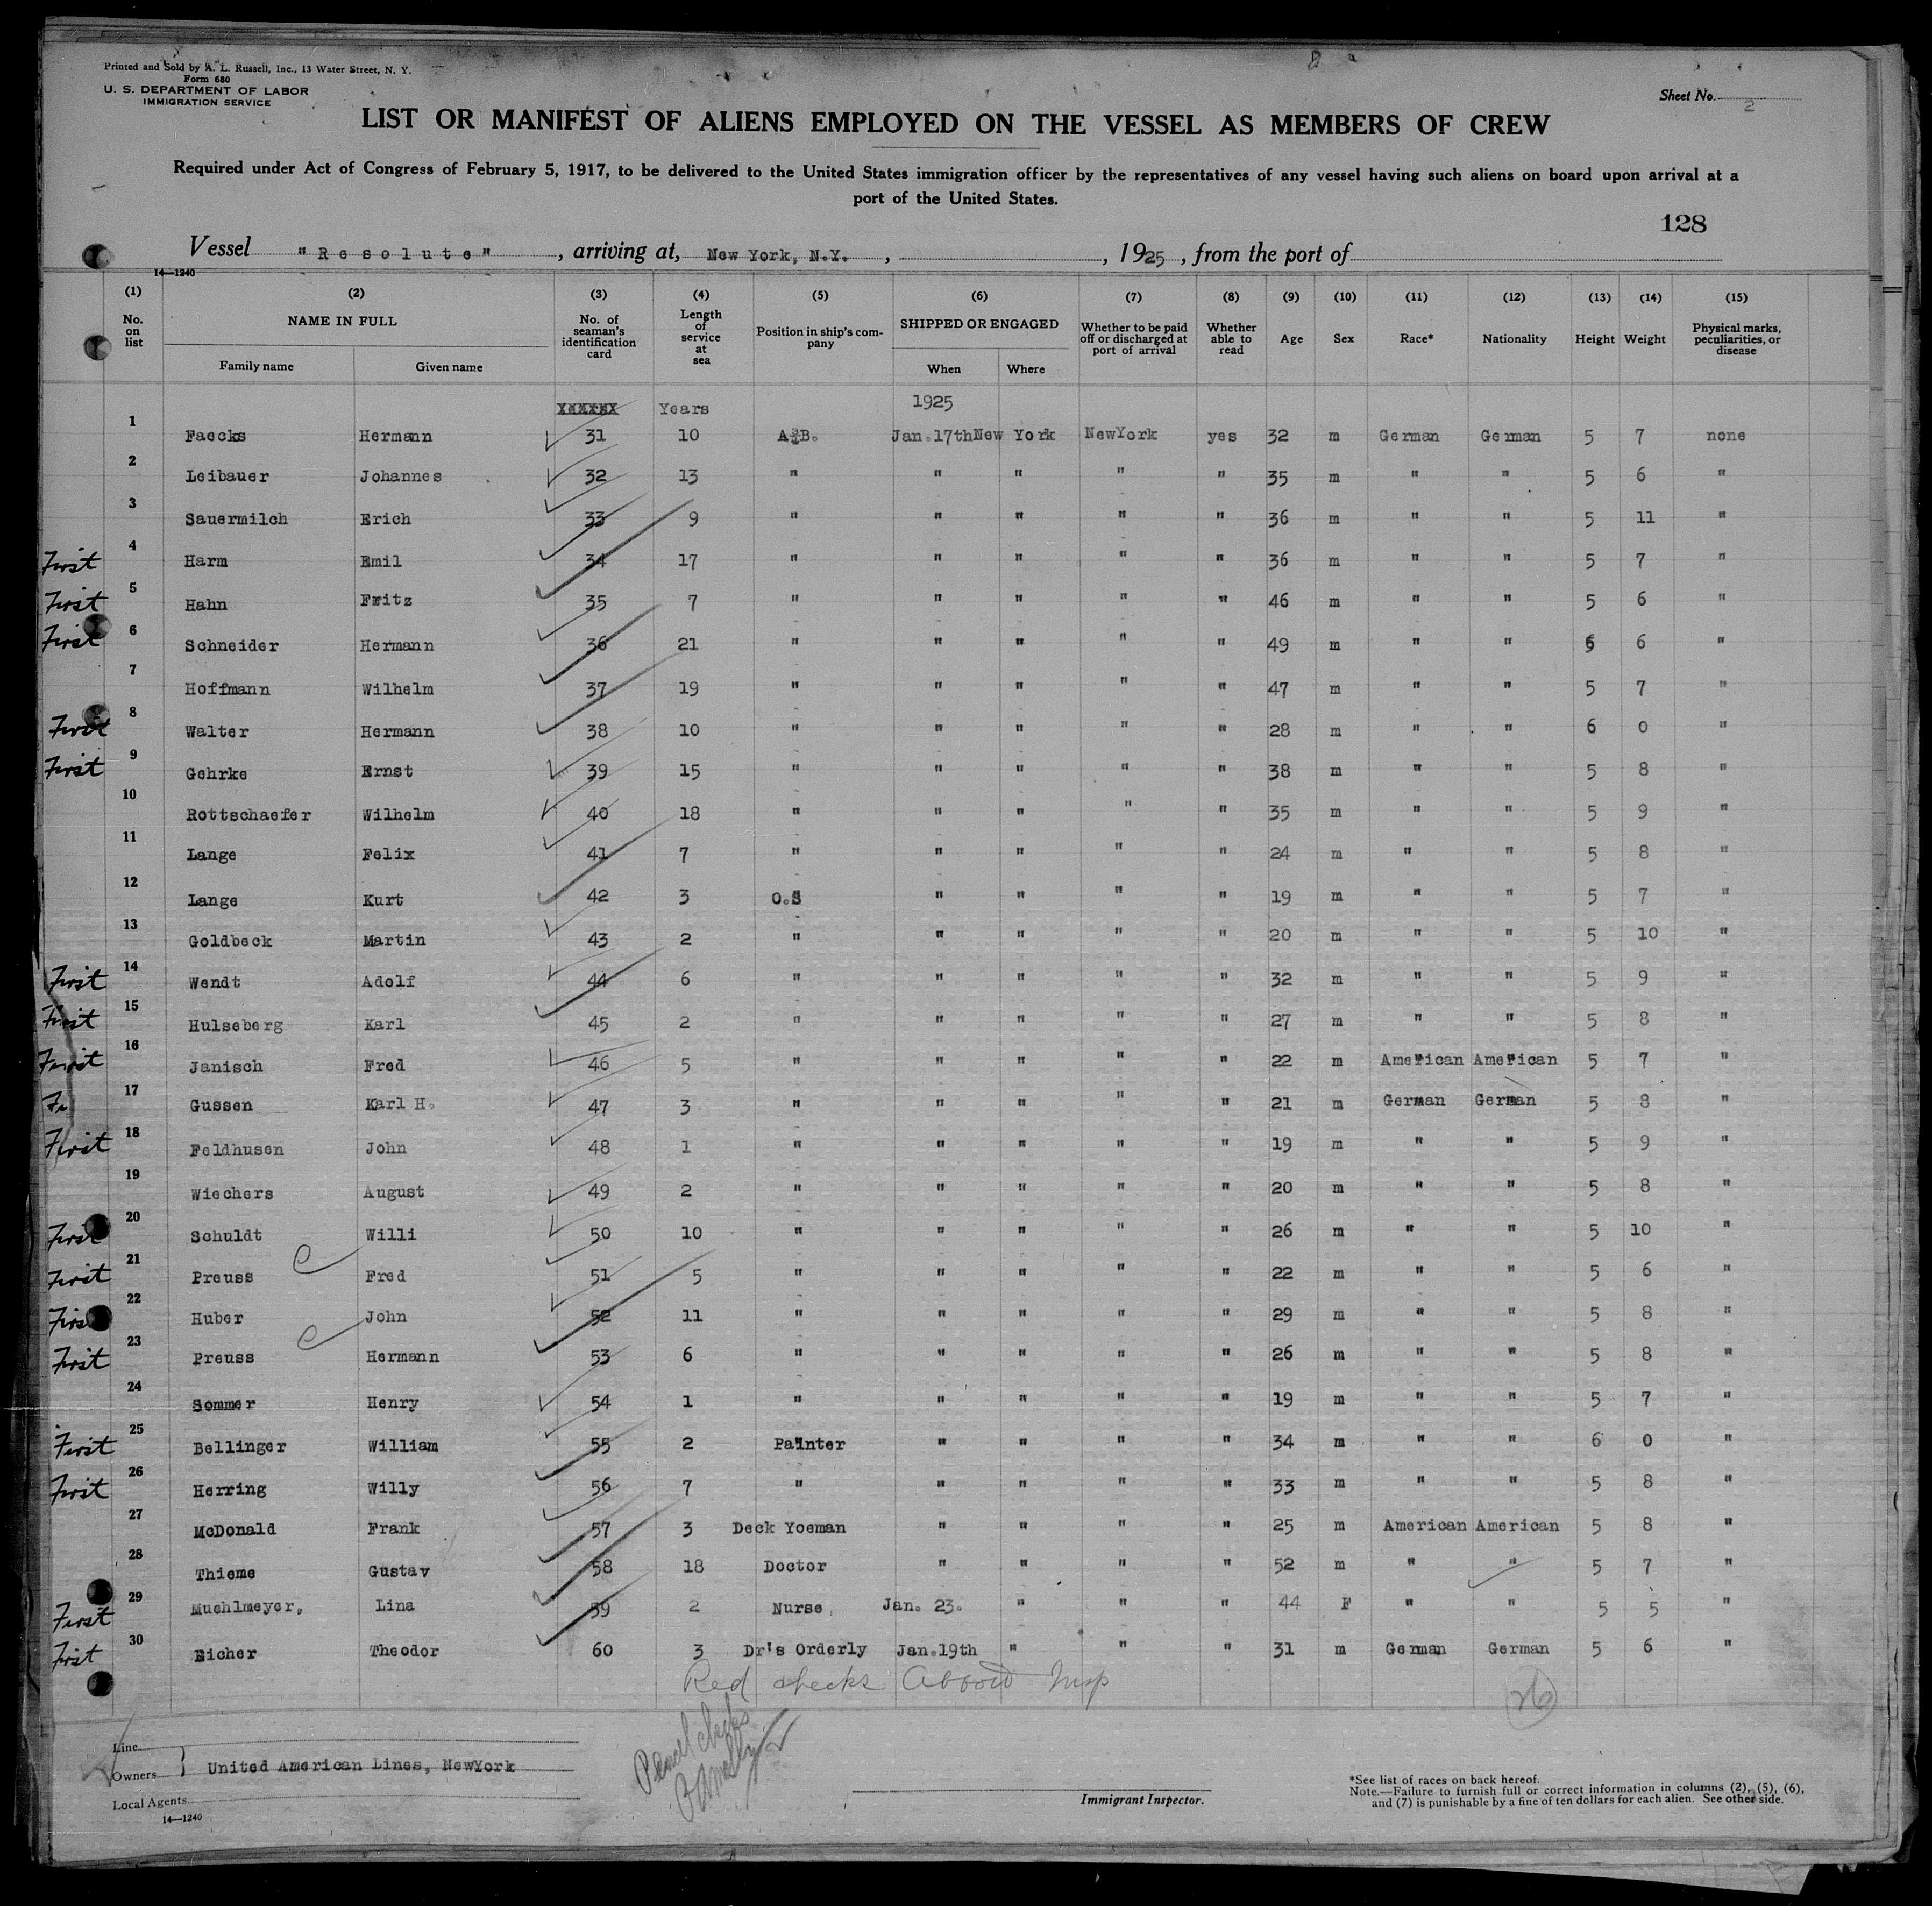 8
Printed and Sold by A. L. Russell, Inc., 13 Water Street, N. Y.
Form 680
U. S. DEPARTMENT OF LABOR
IMMIGRATION SERVICE
Sheet No. 2
LIST OR MANIFEST OF ALIENS EMPLOYED ON THE VESSEL AS MEMBERS OF CREW
Required under Act of Congress of February 5, 1917, to be delivered to the United States immigration officer by the representatives of any vessel having such aliens on board upon arrival at a
port of the United States.
128
Vessel "Resolute", arriving at, New York, N.Y., , 1925, from the port of
14—1240
(1) (2) (3) (4) (5) (6) (7) (8) (9) (10) (11) (12) (13) (14) (15)
No. on list NAME IN FULL Family name Given name No. of seaman's identification card Length of service at sea Position in ship's company SHIPPED OR ENGAGED When Where Whether to be paid off or discharged at port of arrival Whether able to read Age Sex Race* Nationality Height Weight Physical marks, peculiarities, or disease
XXXXXX Years 1925
1 Faecks Hermann 31 10 A.B. Jan.17th New York NewYork yes 32 m German German 5 7 none
2 Leibauer Johannes 32 13 " " " " " 35 m " " 5 6 "
3 Sauermilch Erich 33 9 " " " " " 36 m " " 5 11 "
First 4 Harm Emil 34 17 " " " " " 36 m " " 5 7 "
First 5 Hahn Fritz 35 7 " " " " " 46 m " " 5 6 "
First 6 Schneider Hermann 36 21 " " " " " 49 m " " 5 6 "
7 Hoffmann Wilhelm 37 19 " " " " " 47 m " " 5 7 "
First 8 Walter Hermann 38 10 " " " " " 28 m " " 6 0 "
First 9 Gehrke Ernst 39 15 " " " " " 38 m " " 5 8 "
10 Rottschaefer Wilhelm 40 18 " " " " " 35 m " " 5 9 "
11 Lange Felix 41 7 " " " " " 24 m " " 5 8 "
12 Lange Kurt 42 3 O.S " " " " 19 m " " 5 7 "
13 Goldbeck Martin 43 2 " " " " " 20 m " " 5 10 "
First 14 Wendt Adolf 44 6 " " " " " 32 m " " 5 9 "
First 15 Hulseberg Karl 45 2 " " " " " 27 m " " 5 8 "
First 16 Janisch Fred 46 5 " " " " " 22 m American American 5 7 "
Fr 17 Gussen Karl H. 47 3 " " " " " 21 m German German 5 8 "
First 18 Feldhusen John 48 1 " " " " " 19 m " " 5 9 "
19 Wiechers August 49 2 " " " " " 20 m " " 5 8 "
First 20 Schuldt Willi 50 10 " " " " " 26 m " " 5 10 "
First 21 Preuss Fred 51 5 " " " " " 22 m " " 5 6 "
First 22 Huber John 52 11 " " " " " 29 m " " 5 8 "
First 23 Preuss Hermann 53 6 " " " " " 26 m " " 5 8 "
24 Sommer Henry 54 1 " " " " " 19 m " " 5 7 "
First 25 Bellinger William 55 2 Painter " " " " 34 m " " 6 0 "
First 26 Herring Willy 56 7 " " " " " 33 m " " 5 8 "
27 McDonald Frank 57 3 Deck Yoeman " " " " 25 m American American 5 8 "
28 Thieme Gustav 58 18 Doctor " " " " 52 m " " 5 7 "
First 29 Muehlmeyer, Lina 59 2 Nurse, Jan. 23. " " " 44 F " " 5 5 "
First 30 Eicher Theodor 60 3 Dr's Orderly Jan.19th " " " 31 m German German 5 6 "
Red checks Aboard Insp
26
Pencil checks
Line
Owners } United American Lines, NewYork
Local Agents
14—1240
Immigrant Inspector.
*See list of races on back hereof.
Note.—Failure to furnish full or correct information in columns (2), (5), (6),
and (7) is punishable by a fine of ten dollars for each alien. See other side.